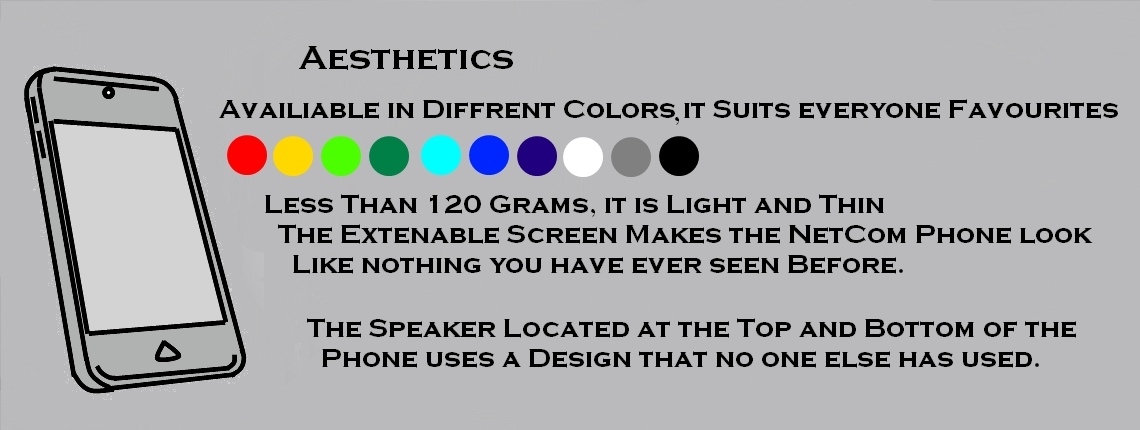 Aesthetics
Availiable in Diffrent Colors, it Suits everyone Favourites
Less Than 120 Grams, it is Light and Thin
The Extenable Screen Makes the NetCom Phone look
Like nothing you have ever seen Before.
The Speaker Located at the Top and Bottom of the
Phone uses a Design that no one else has used.